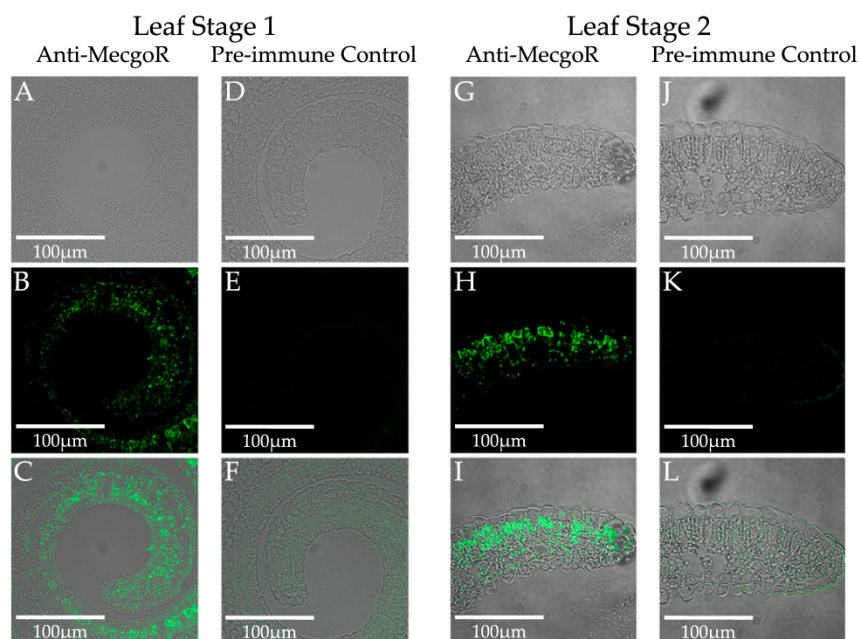 Leaf Stage 1
Leaf Stage 2
Anti-MecgoR
Pre-immune Control
Anti-MecgoR
Pre-immune Control
A
D
G
J
100µm
100µm
100µm
100µm
B
E
H
K
100µm
100µm
100µm
100µm
C
F
I
L
100µm
100µm
100µm
100µm